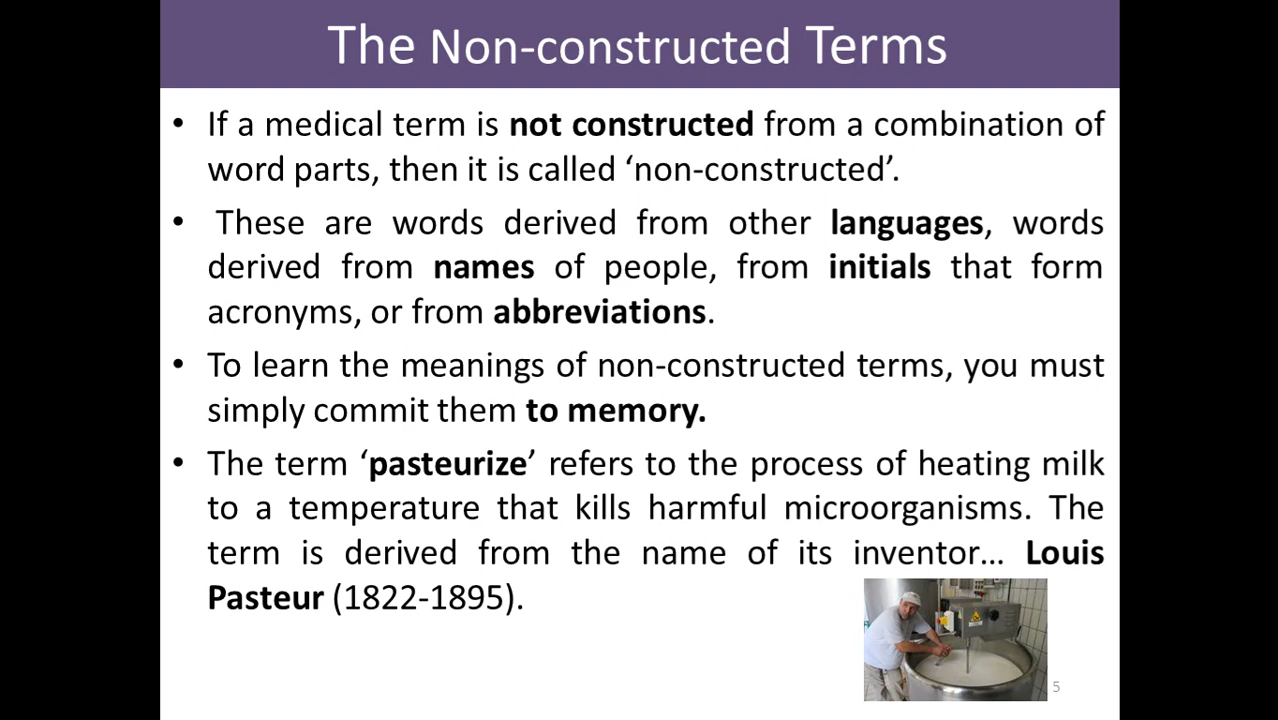 The Non-constructed Terms
• If a medical term is not constructed from a combination of
word parts, then it is called ‘non-constructed’.
• These are words derived from other languages, words
derived from names of people, from initials that form
acronyms, or from abbreviations.
• To learn the meanings of non-constructed terms, you must
simply commit them to memory.
• The term ‘pasteurize’ refers to the process of heating milk
to a temperature that kills harmful microorganisms. The
term is derived from the name of its inventor… Louis
Pasteur (1822-1895).
5